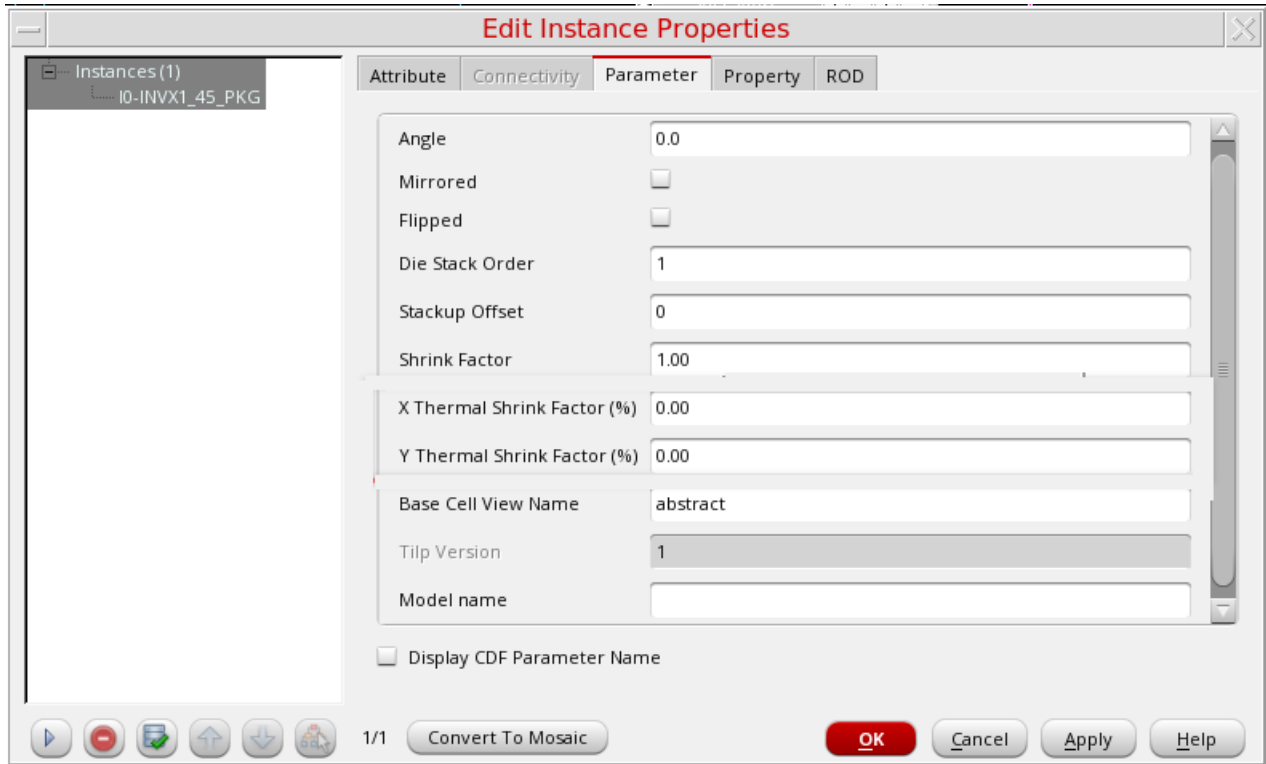 Edit Instance Properties
Instances (1)
I0-INVX1_45_PKG
Attribute Connectivity Parameter Property ROD
Angle 0.0
Mirrored
Flipped
Die Stack Order 1
Stackup Offset 0
Shrink Factor 1.00
X Thermal Shrink Factor (%) 0.00
Y Thermal Shrink Factor (%) 0.00
Base Cell View Name abstract
Tilp Version 1
Model name
Display CDF Parameter Name
1/1 Convert To Mosaic OK Cancel Apply Help